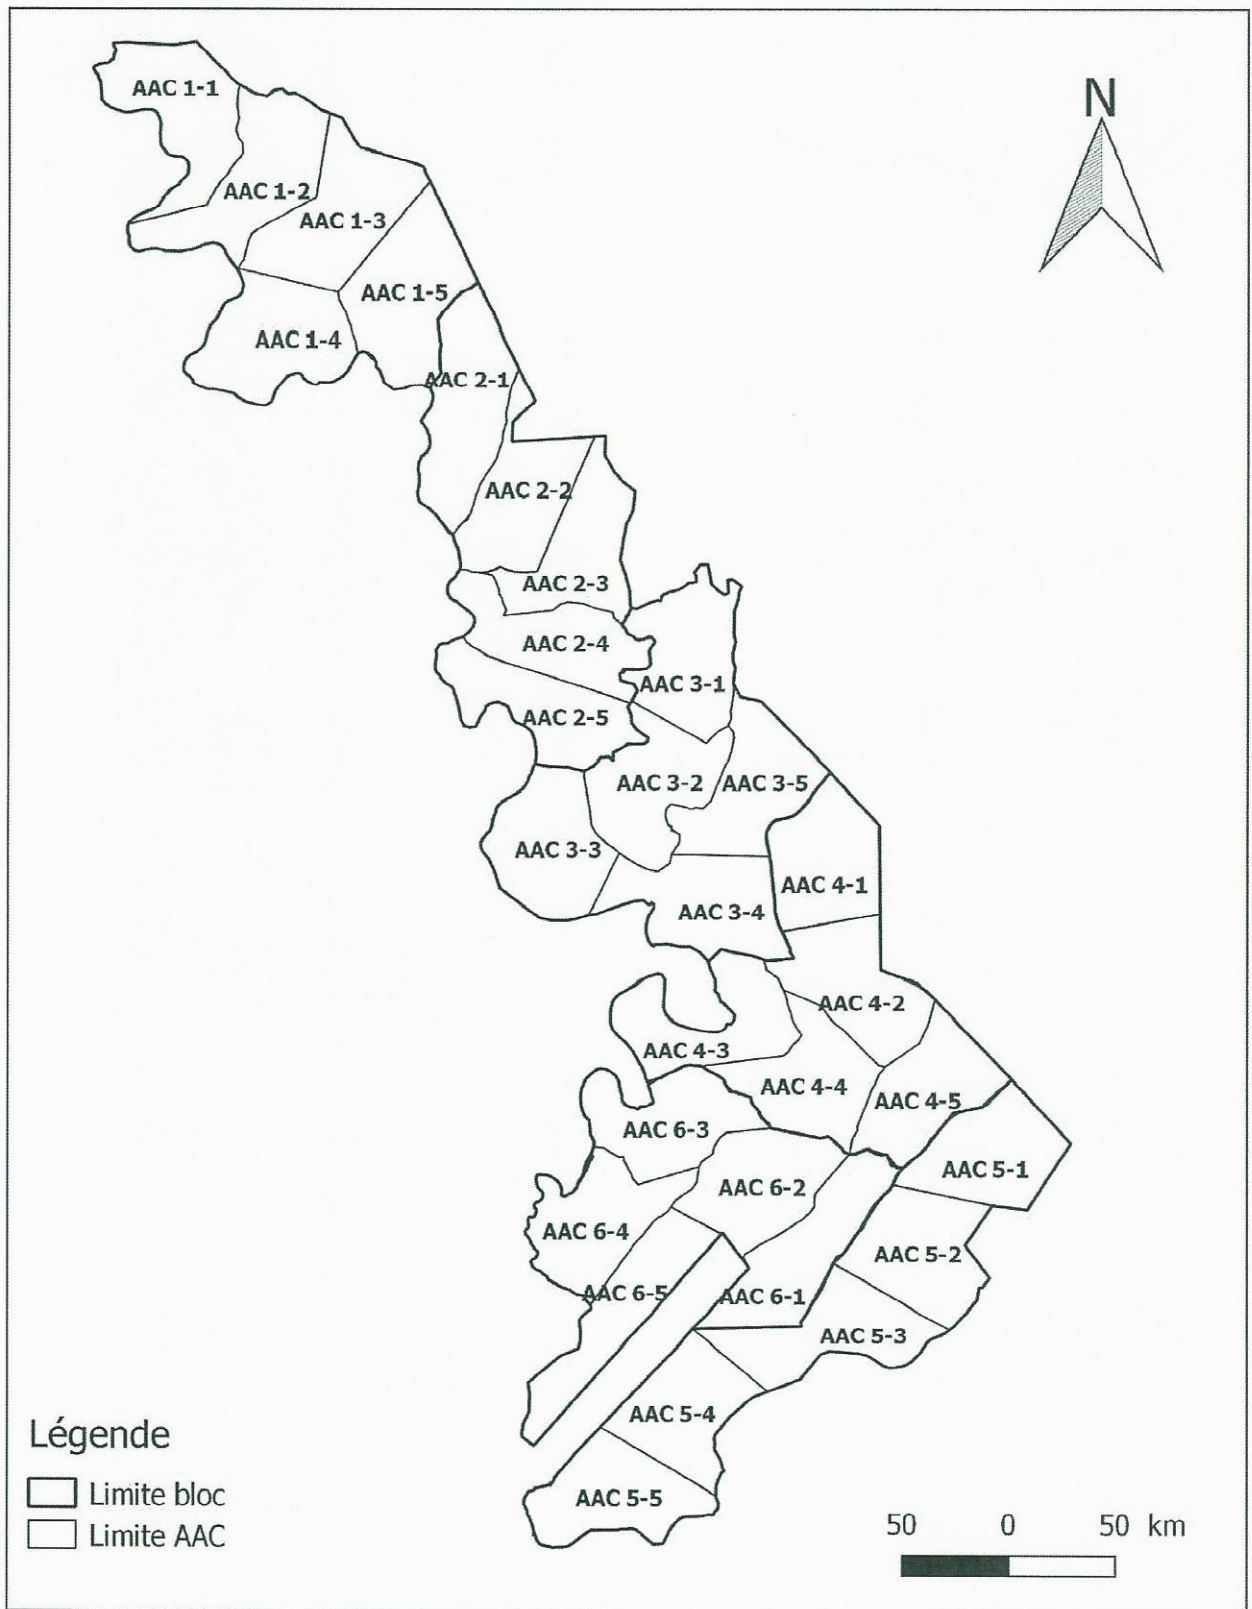 N
AAC 1-1
AAC 1-2
AAC 1-3
AAC 1-5
AAC 1-4
AAC 2-1
AAC 2-2
AAC 2-3
AAC 2-4
AAC 3-1
AAC 2-5
AAC 3-2
AAC 3-5
AAC 3-3
AAC 4-1
AAC 3-4
AAC 4-2
AAC 4-3
AAC 4-4
AAC 4-5
AAC 6-3
AAC 5-1
AAC 6-2
AAC 6-4
AAC 5-2
AAC 6-5
AAC 6-1
AAC 5-3
AAC 5-4
AAC 5-5
Légende
Limite bloc
Limite AAC
50 0 50 km